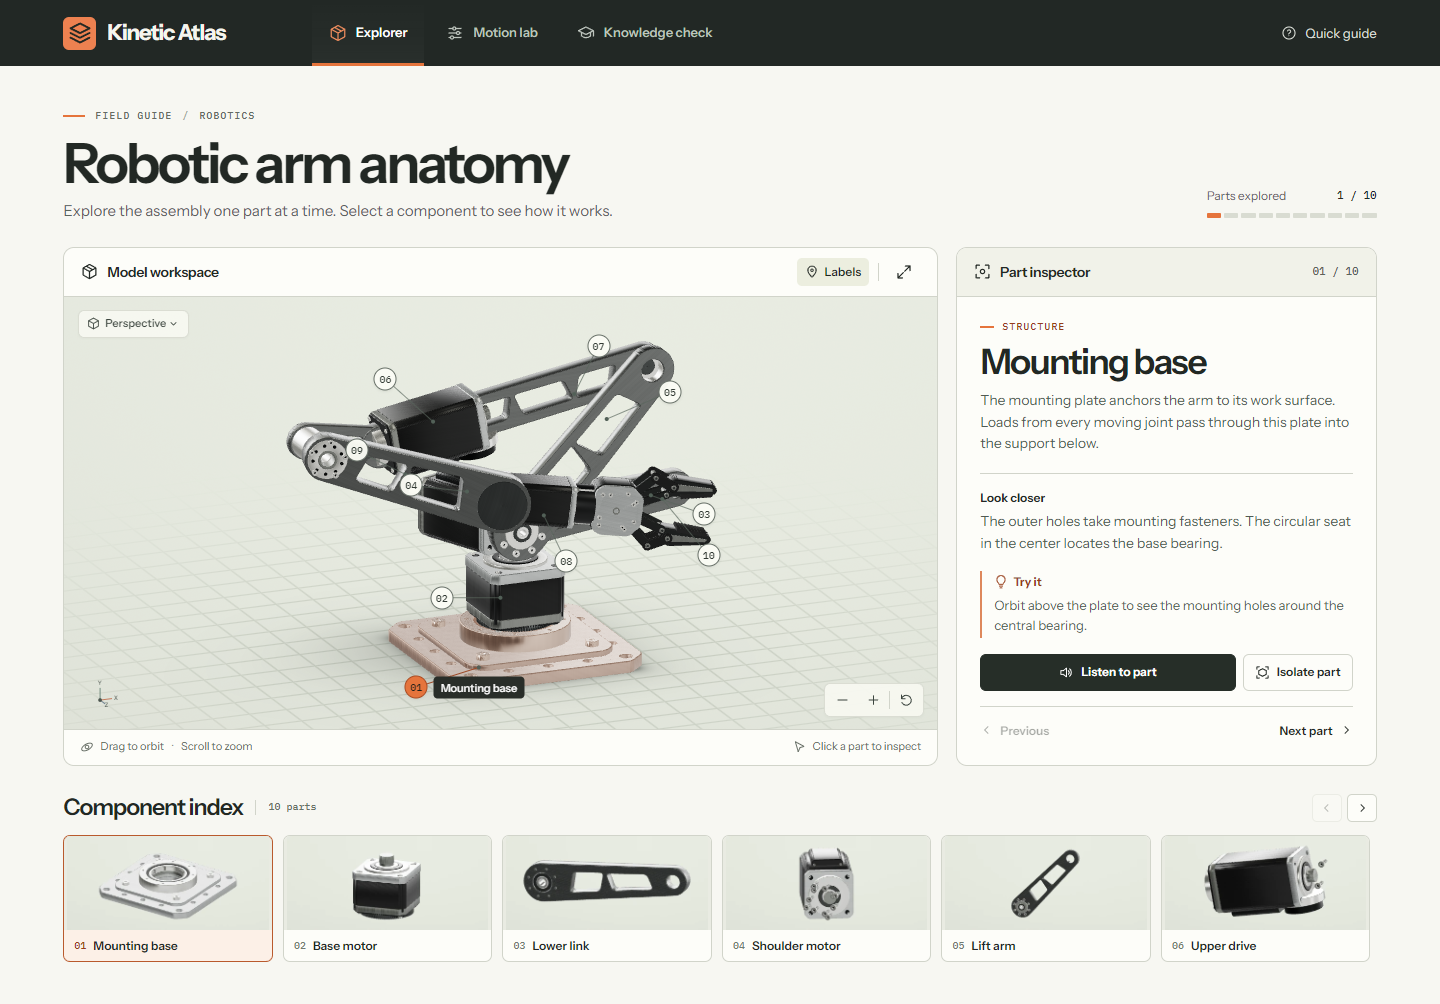 Kinetic Atlas
Explorer
Motion lab
Knowledge check
Quick guide
FIELD GUIDE / ROBOTICS
Robotic arm anatomy
Explore the assembly one part at a time. Select a component to see how it works.
Parts explored
1 / 10
Model workspace
Labels
Perspective
07
06
05
09
04
03
10
08
02
01
Mounting base
Y
X
Z
Drag to orbit · Scroll to zoom
Click a part to inspect
Part inspector
01 / 10
STRUCTURE
Mounting base
The mounting plate anchors the arm to its work surface.
Loads from every moving joint pass through this plate into
the support below.
Look closer
The outer holes take mounting fasteners. The circular seat
in the center locates the base bearing.
Try it
Orbit above the plate to see the mounting holes around the
central bearing.
Listen to part
Isolate part
Previous
Next part
Component index
10 parts
01 Mounting base
02 Base motor
03 Lower link
04 Shoulder motor
05 Lift arm
06 Upper drive